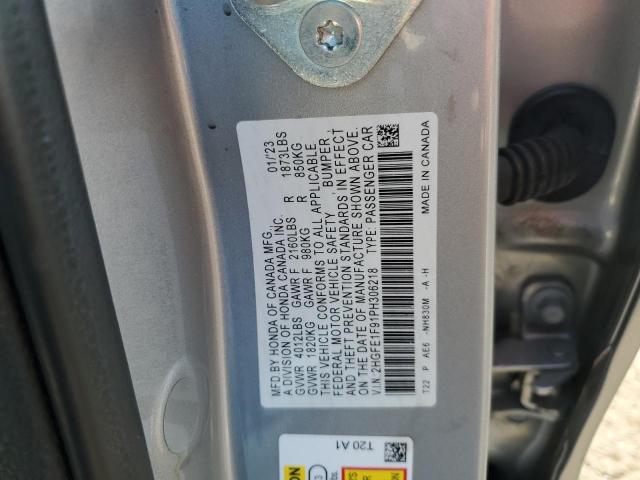 MFD.BY HONDA OF CANADA MFG. 01/'23
A DIVISION OF HONDA CANADA INC.
GVWR 4012LBS GAWR F 2160LBS R 1873LBS
GVWR 1820KG GAWR F 980KG R 850KG
THIS VEHICLE CONFORMS TO ALL APPLICABLE
FEDERAL MOTOR VEHICLE SAFETY, BUMPER,
AND THEFT PREVENTION STANDARDS IN EFFECT
ON THE DATE OF MANUFACTURE SHOWN ABOVE.
V.I.N. 2HGFE1F91PH306218 TYPE: PASSENGER CAR
T22 P AE6 -NH830M -A -H MADE IN CANADA
T20 A1